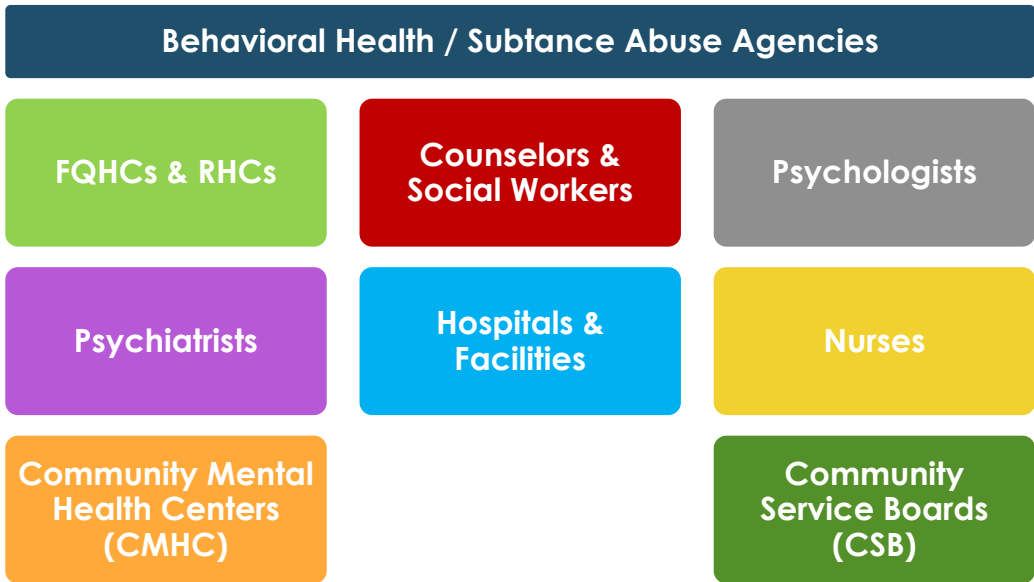 Behavioral Health / Subtance Abuse Agencies
FQHCs & RHCs
Counselors &
Social Workers
Psychologists
Psychiatrists
Hospitals &
Facilities
Nurses
Community Mental
Health Centers
(CMHC)
Community
Service Boards
(CSB)